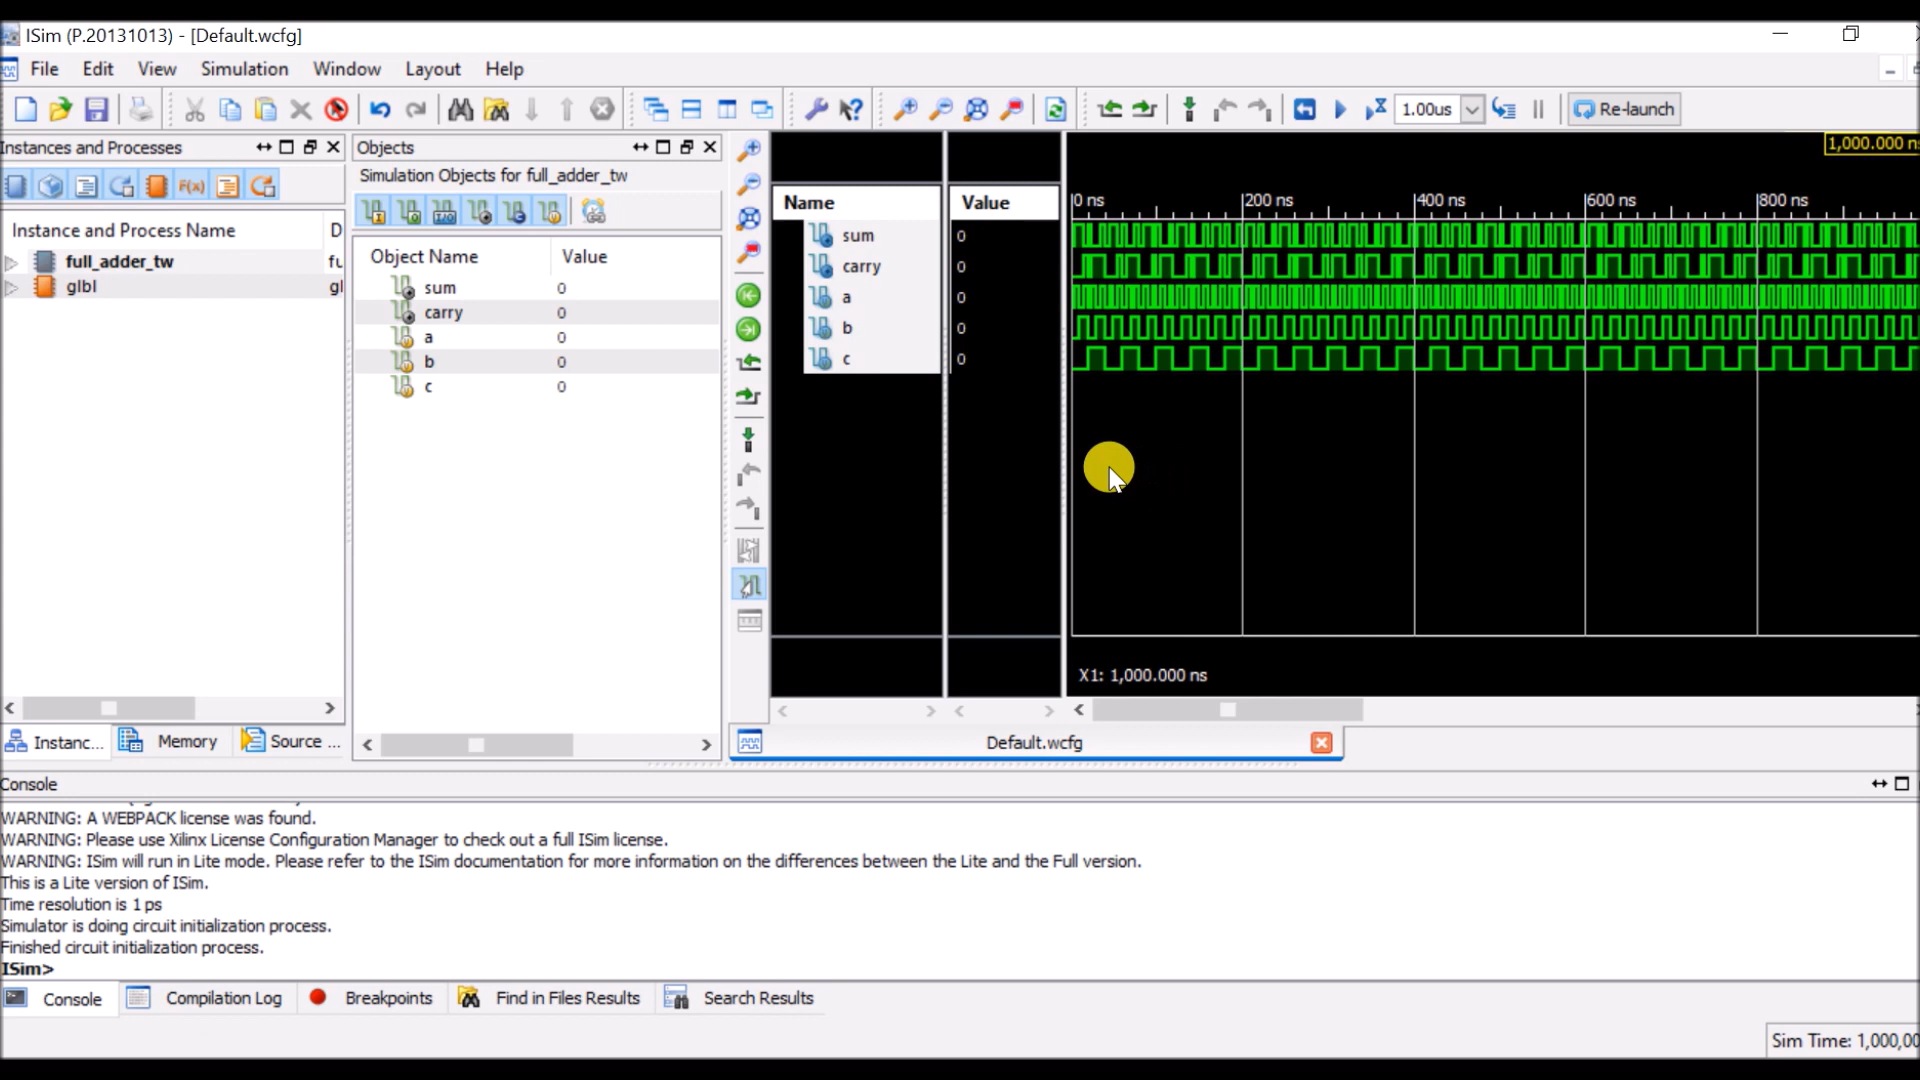 ISim (P.20131013) - [Default.wcfg]
File Edit View Simulation Window Layout Help
1.00us Re-launch
Instances and Processes
Instance and Process Name D
full_adder_tw fu
glbl gl
Instanc... Memory Source ...
Objects
Simulation Objects for full_adder_tw
Object Name Value
sum 0
carry 0
a 0
b 0
c 0
Name Value
sum 0
carry 0
a 0
b 0
c 0
1,000.000 ns
0 ns 200 ns 400 ns 600 ns 800 ns
X1: 1,000.000 ns
Default.wcfg
Console
WARNING: A WEBPACK license was found.
WARNING: Please use Xilinx License Configuration Manager to check out a full ISim license.
WARNING: ISim will run in Lite mode. Please refer to the ISim documentation for more information on the differences between the Lite and the Full version.
This is a Lite version of ISim.
Time resolution is 1 ps
Simulator is doing circuit initialization process.
Finished circuit initialization process.
ISim>
Console Compilation Log Breakpoints Find in Files Results Search Results
Sim Time: 1,000,00